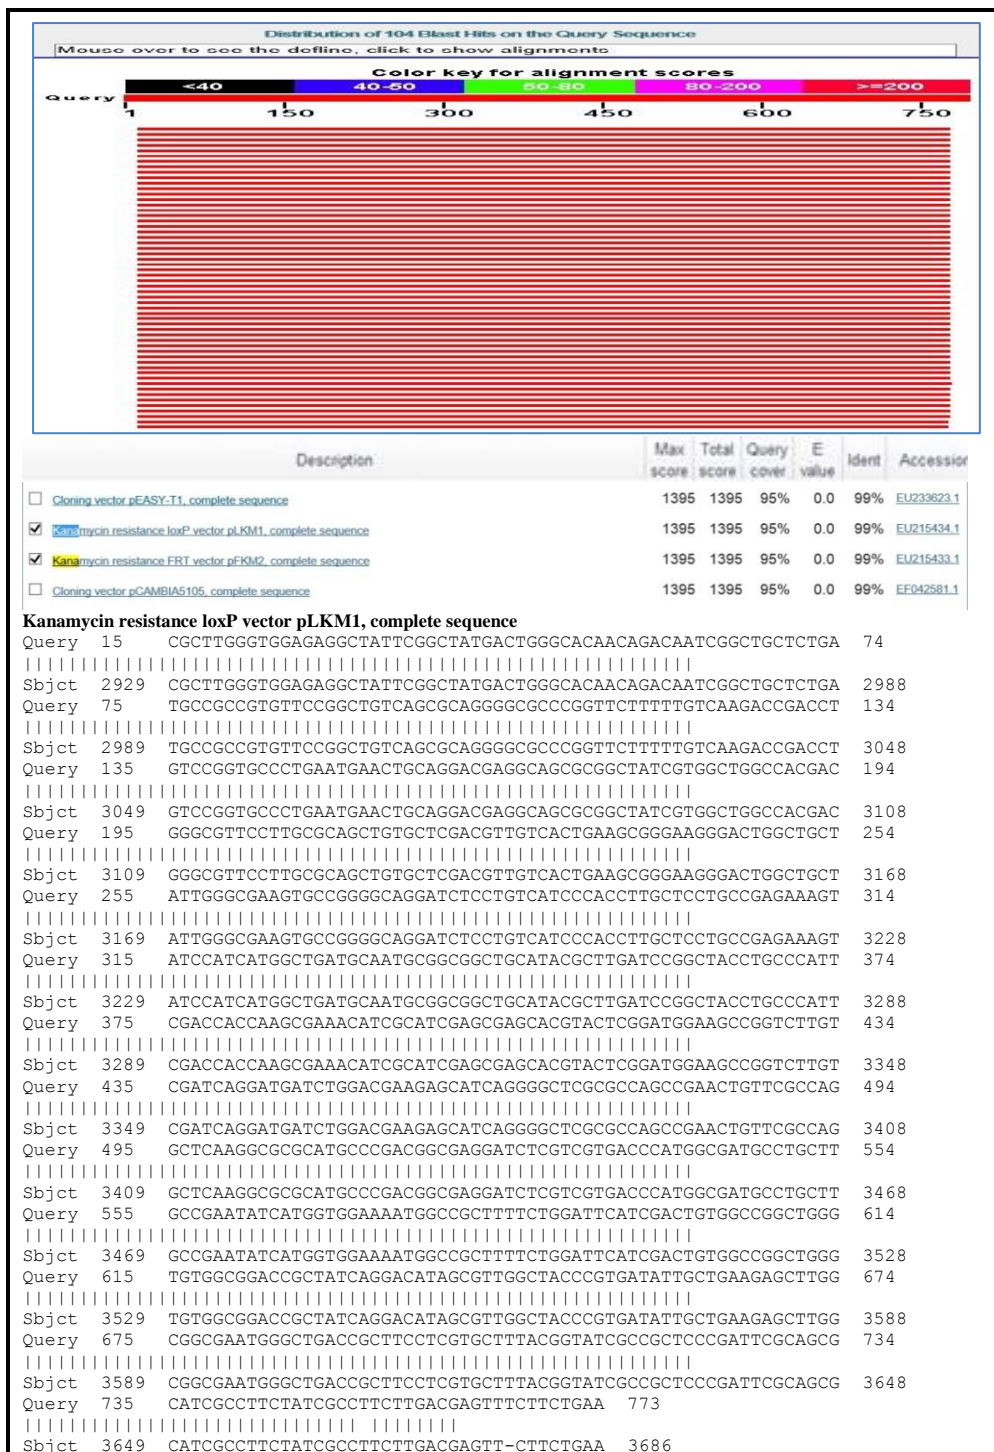 Distribution of 104 Blast Hits on the Query Sequence
Mouse over to see the defline, click to show alignments
Color key for alignment scores
<40 40-50 50-80 80-200 >=200
Query
1 150 300 450 600 750
Description Max score Total score Query cover E value Ident Accession
Cloning vector pEASY-T1, complete sequence 1395 1395 95% 0.0 99% EU233623.1
Kanamycin resistance loxP vector pLKM1, complete sequence 1395 1395 95% 0.0 99% EU215434.1
Kanamycin resistance FRT vector pFKM2, complete sequence 1395 1395 95% 0.0 99% EU215433.1
Cloning vector pCAMBIA5105, complete sequence 1395 1395 95% 0.0 99% EF042581.1
Kanamycin resistance loxP vector pLKM1, complete sequence
Query 15 CGCTTGGGTGGAGAGGCTATTCGGCTATGACTGGGCACAACAGACAATCGGCTGCTCTGA 74
||||||||||||||||||||||||||||||||||||||||||||||||||||||||||||
Sbjct 2929 CGCTTGGGTGGAGAGGCTATTCGGCTATGACTGGGCACAACAGACAATCGGCTGCTCTGA 2988
Query 75 TGCCGCCGTGTTCCGGCTGTCAGCGCAGGGGCGCCCGGTTCTTTTTGTCAAGACCGACCT 134
||||||||||||||||||||||||||||||||||||||||||||||||||||||||||||
Sbjct 2989 TGCCGCCGTGTTCCGGCTGTCAGCGCAGGGGCGCCCGGTTCTTTTTGTCAAGACCGACCT 3048
Query 135 GTCCGGTGCCCTGAATGAACTGCAGGACGAGGCAGCGCGGCTATCGTGGCTGGCCACGAC 194
||||||||||||||||||||||||||||||||||||||||||||||||||||||||||||
Sbjct 3049 GTCCGGTGCCCTGAATGAACTGCAGGACGAGGCAGCGCGGCTATCGTGGCTGGCCACGAC 3108
Query 195 GGGCGTTCCTTGCGCAGCTGTGCTCGACGTTGTCACTGAAGCGGGAAGGGACTGGCTGCT 254
||||||||||||||||||||||||||||||||||||||||||||||||||||||||||||
Sbjct 3109 GGGCGTTCCTTGCGCAGCTGTGCTCGACGTTGTCACTGAAGCGGGAAGGGACTGGCTGCT 3168
Query 255 ATTGGGCGAAGTGCCGGGGCAGGATCTCCTGTCATCCCACCTTGCTCCTGCCGAGAAAGT 314
||||||||||||||||||||||||||||||||||||||||||||||||||||||||||||
Sbjct 3169 ATTGGGCGAAGTGCCGGGGCAGGATCTCCTGTCATCCCACCTTGCTCCTGCCGAGAAAGT 3228
Query 315 ATCCATCATGGCTGATGCAATGCGGCGGCTGCATACGCTTGATCCGGCTACCTGCCCATT 374
||||||||||||||||||||||||||||||||||||||||||||||||||||||||||||
Sbjct 3229 ATCCATCATGGCTGATGCAATGCGGCGGCTGCATACGCTTGATCCGGCTACCTGCCCATT 3288
Query 375 CGACCACCAAGCGAAACATCGCATCGAGCGAGCACGTACTCGGATGGAAGCCGGTCTTGT 434
||||||||||||||||||||||||||||||||||||||||||||||||||||||||||||
Sbjct 3289 CGACCACCAAGCGAAACATCGCATCGAGCGAGCACGTACTCGGATGGAAGCCGGTCTTGT 3348
Query 435 CGATCAGGATGATCTGGACGAAGAGCATCAGGGGCTCGCGCCAGCCGAACTGTTCGCCAG 494
||||||||||||||||||||||||||||||||||||||||||||||||||||||||||||
Sbjct 3349 CGATCAGGATGATCTGGACGAAGAGCATCAGGGGCTCGCGCCAGCCGAACTGTTCGCCAG 3408
Query 495 GCTCAAGGCGCGCATGCCCGACGGCGAGGATCTCGTCGTGACCCATGGCGATGCCTGCTT 554
||||||||||||||||||||||||||||||||||||||||||||||||||||||||||||
Sbjct 3409 GCTCAAGGCGCGCATGCCCGACGGCGAGGATCTCGTCGTGACCCATGGCGATGCCTGCTT 3468
Query 555 GCCGAATATCATGGTGGAAAATGGCCGCTTTTCTGGATTCATCGACTGTGGCCGGCTGGG 614
||||||||||||||||||||||||||||||||||||||||||||||||||||||||||||
Sbjct 3469 GCCGAATATCATGGTGGAAAATGGCCGCTTTTCTGGATTCATCGACTGTGGCCGGCTGGG 3528
Query 615 TGTGGCGGACCGCTATCAGGACATAGCGTTGGCTACCCGTGATATTGCTGAAGAGCTTGG 674
||||||||||||||||||||||||||||||||||||||||||||||||||||||||||||
Sbjct 3529 TGTGGCGGACCGCTATCAGGACATAGCGTTGGCTACCCGTGATATTGCTGAAGAGCTTGG 3588
Query 675 CGGCGAATGGGCTGACCGCTTCCTCGTGCTTTACGGTATCGCCGCTCCCGATTCGCAGCG 734
||||||||||||||||||||||||||||||||||||||||||||||||||||||||||||
Sbjct 3589 CGGCGAATGGGCTGACCGCTTCCTCGTGCTTTACGGTATCGCCGCTCCCGATTCGCAGCG 3648
Query 735 CATCGCCTTCTATCGCCTTCTTGACGAGTTTCTTCTGAA 773
|||||||||||||||||||||||||||||| ||||||||
Sbjct 3649 CATCGCCTTCTATCGCCTTCTTGACGAGTT-CTTCTGAA 3686